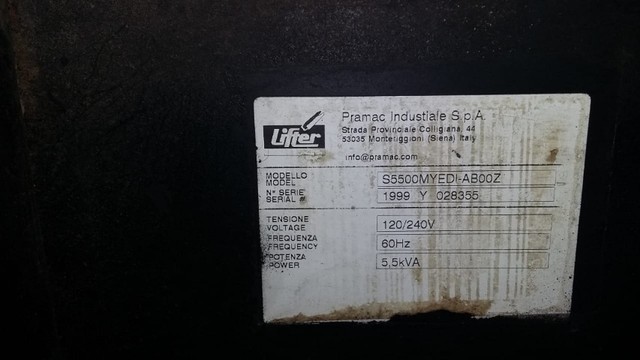 Lifter
Pramac Industiale S.p.A.
Strada Provinciale Colligiana, 44
53035 Monteriggioni (Siena) Italy
info@pramac.com
MODELLO
MODEL S5500MYEDI-AB00Z
N° SERIE
SERIAL # 1999 Y 028355
TENSIONE
VOLTAGE 120/240V
FREQUENZA
FREQUENCY 60Hz
POTENZA
POWER 5,5kVA